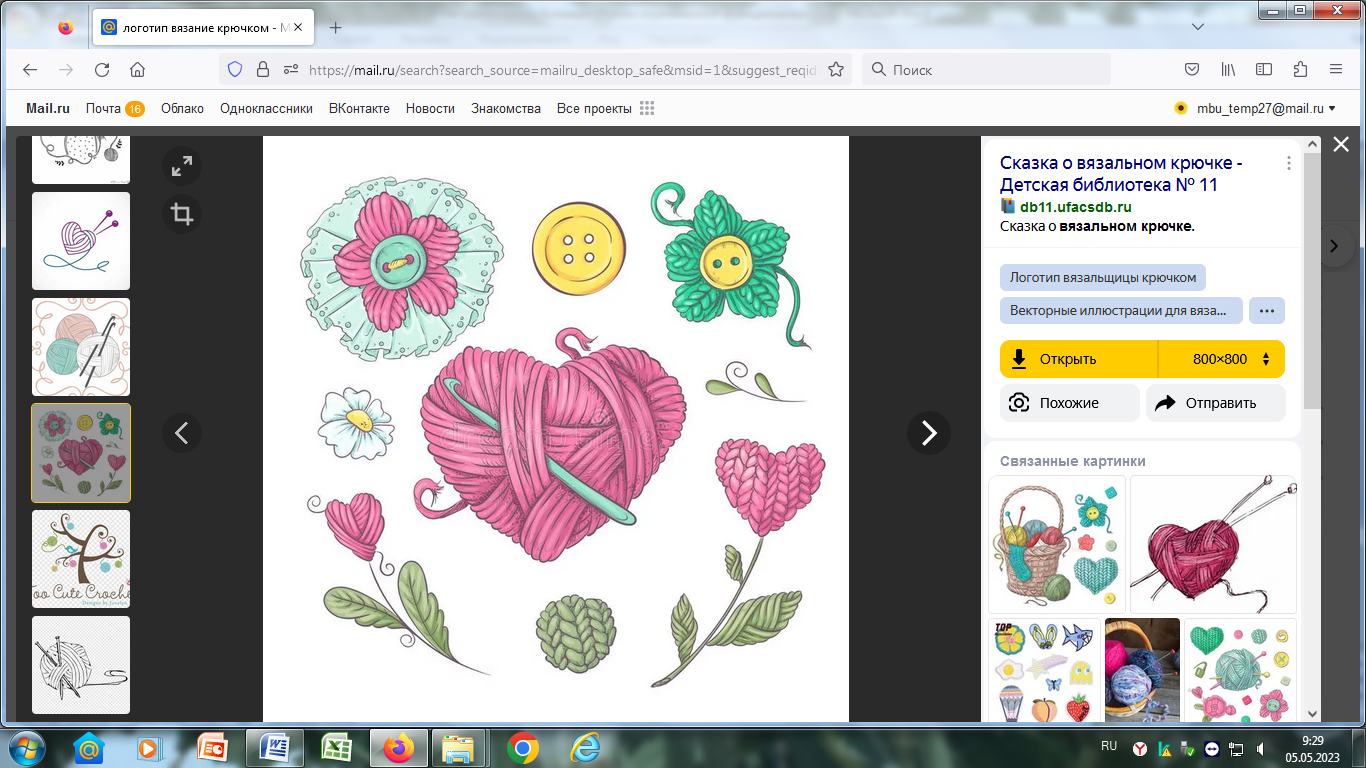 логотип вязание крючком - M
https://mail.ru/search?search_source=mailru_desktop_safe&msid=1&suggest_reqid
Поиск
Mail.ru Почта 16 Облако Одноклассники ВКонтакте Новости Знакомства Все проекты
mbu_temp27@mail.ru
Сказка о вязальном крючке -
Детская библиотека № 11
db11.ufacsdb.ru
Сказка о вязальном крючке.
Логотип вязальщицы крючком
Векторные иллюстрации для вяза...
Открыть 800×800
Похожие Отправить
Связанные картинки
TOP
oo Cute Croche
RU
9:29
05.05.2023